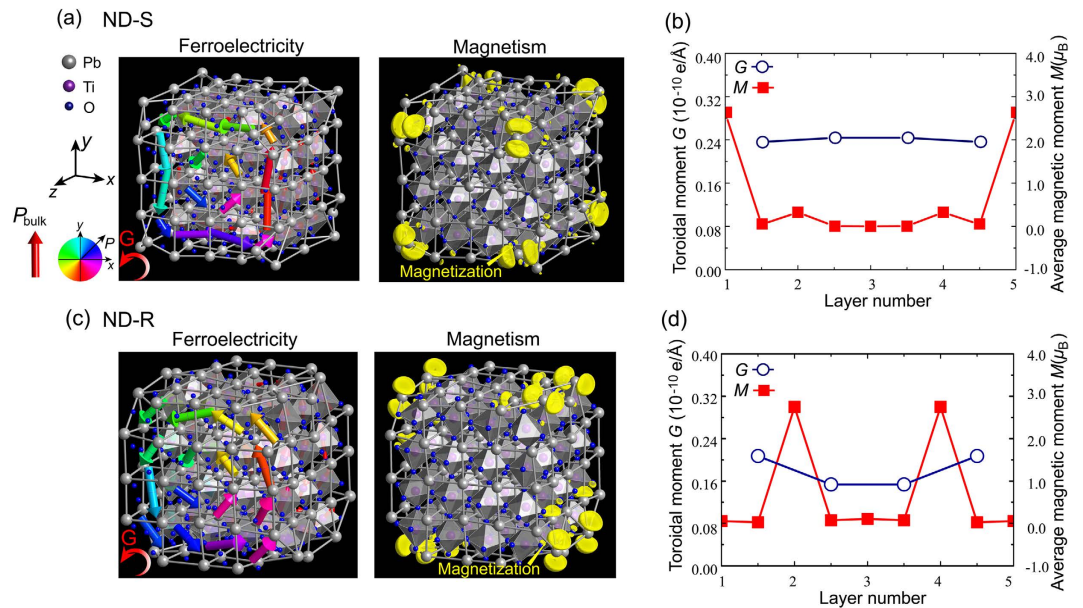 (a) ND-S
Pb
Ti
O
y
x
z
P_bulk
y
P
x
Ferroelectricity
G
Magnetism
Magnetization
(b)
Toroidal moment G (10⁻¹⁰ e/Å)
0.40
0.32
0.24
0.16
0.08
0.00
G
M
4.0
3.0
2.0
1.0
0.0
-1.0
Average magnetic moment M(μ_B)
1 2 3 4 5
Layer number
(c) ND-R
Ferroelectricity
G
Magnetism
Magnetization
(d)
Toroidal moment G (10⁻¹⁰ e/Å)
0.40
0.32
0.24
0.16
0.08
0.00
G
M
4.0
3.0
2.0
1.0
0.0
-1.0
Average magnetic moment M(μ_B)
1 2 3 4 5
Layer number